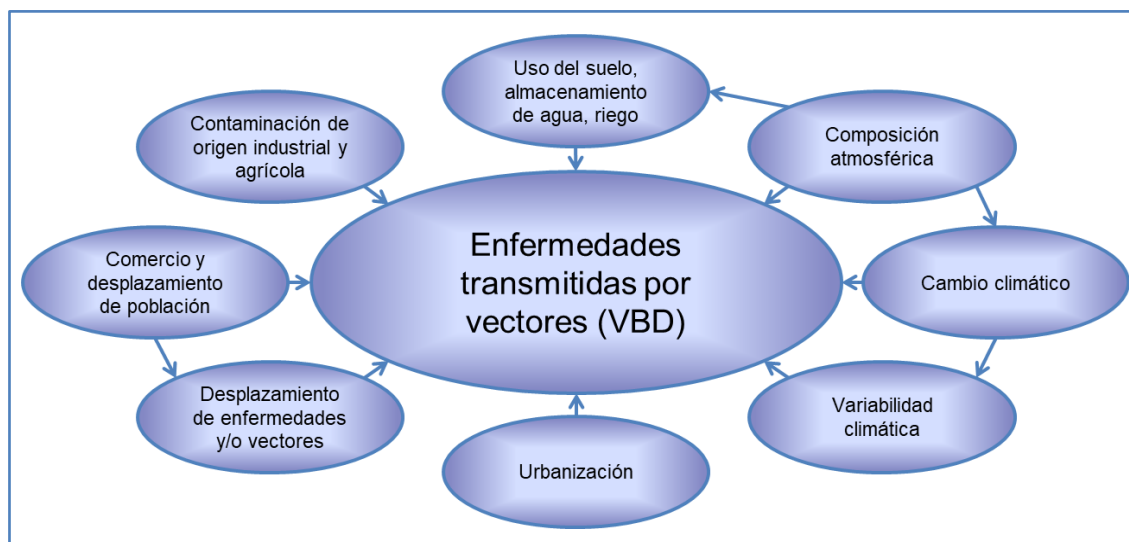 Uso del suelo,
almacenamiento
de agua, riego
Contaminación de
origen industrial y
agrícola
Composición
atmosférica
Enfermedades
transmitidas por
vectores (VBD)
Comercio y
desplazamiento
de población
Cambio climático
Desplazamiento
de enfermedades
y/o vectores
Variabilidad
climática
Urbanización